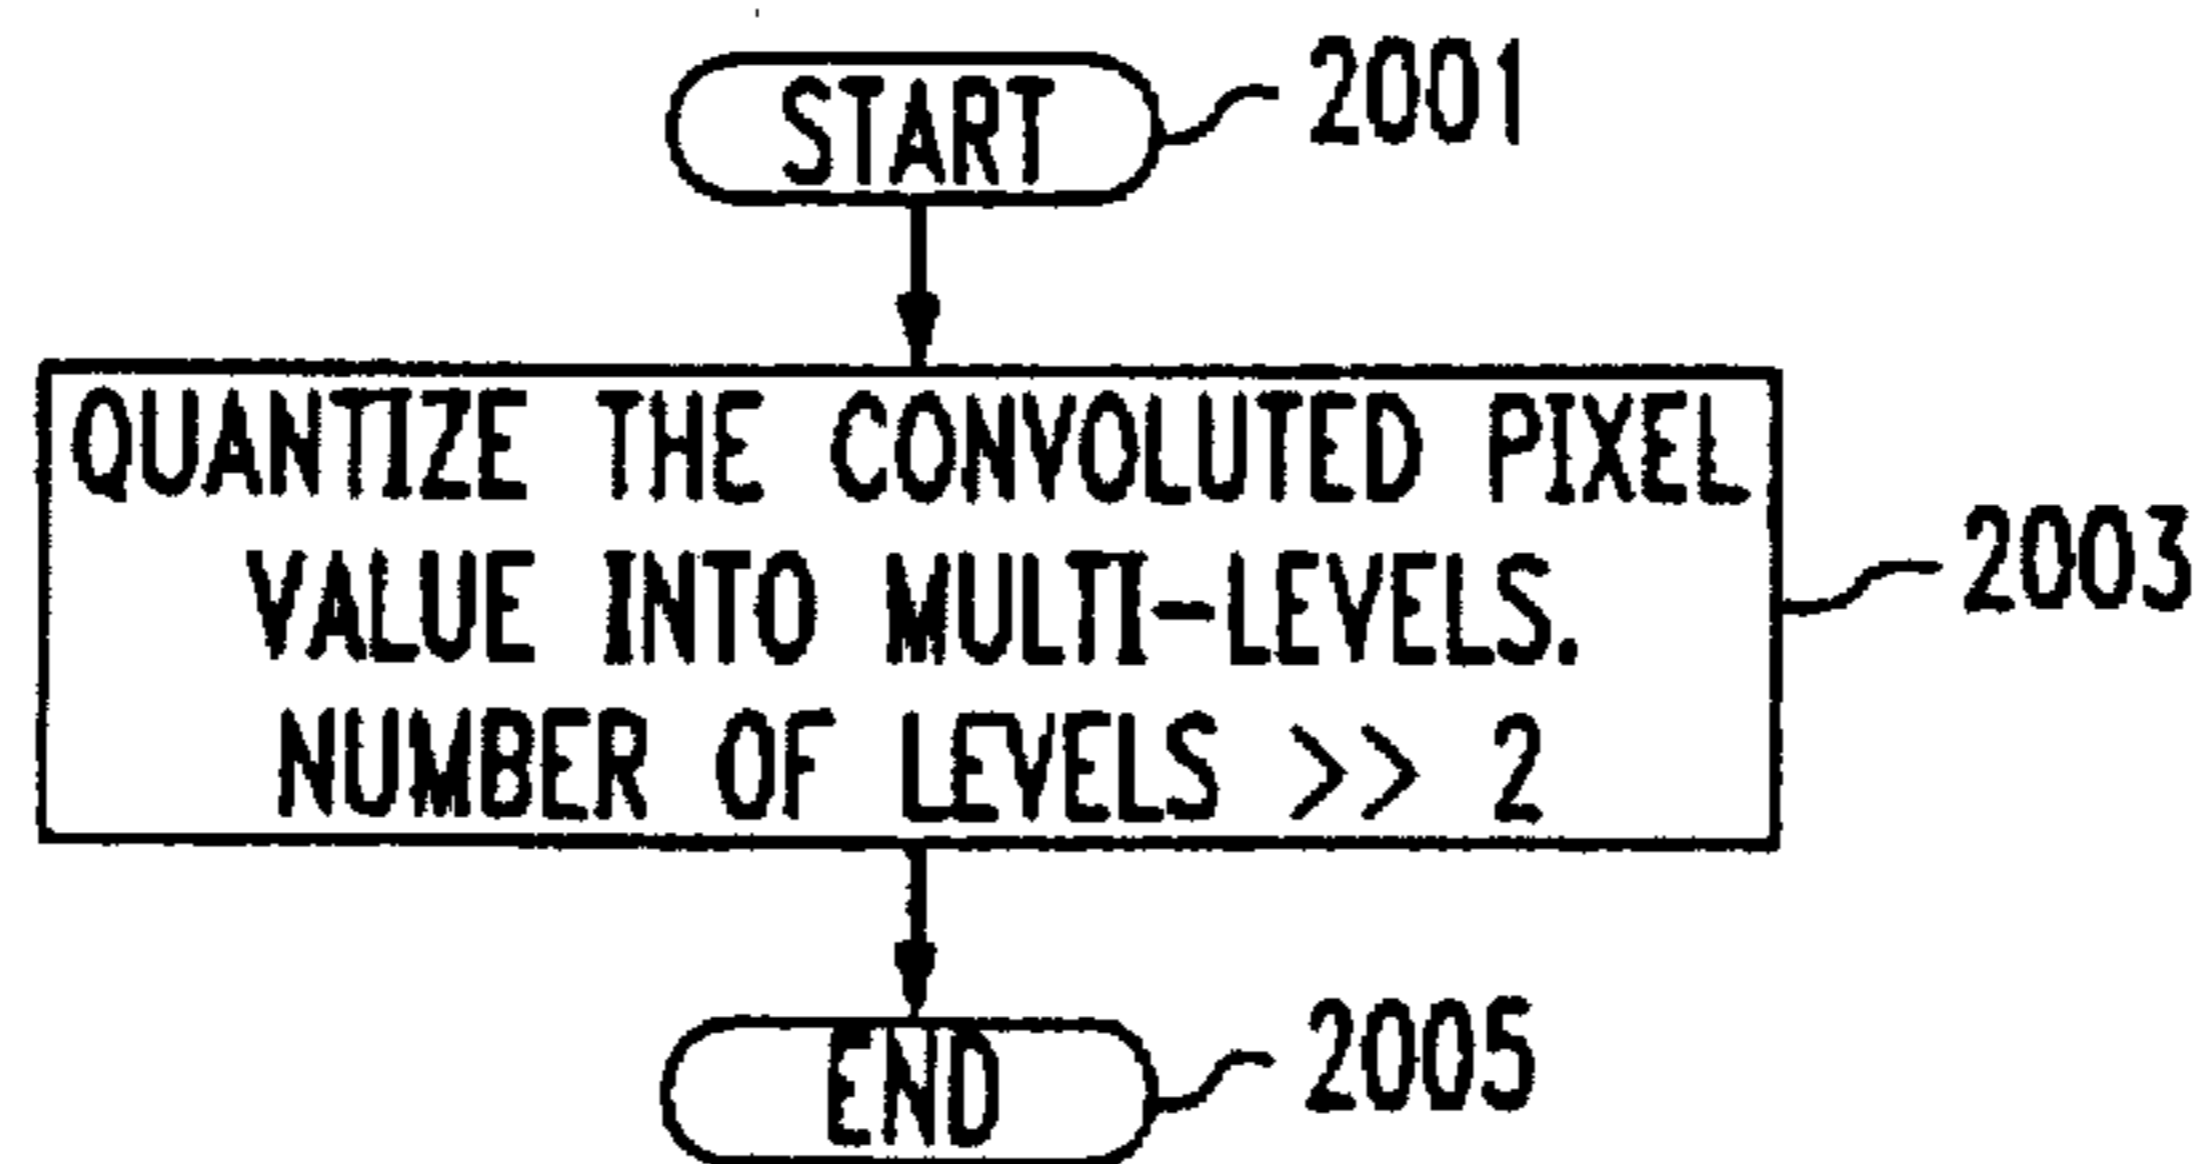 START
2001
QUANTIZE THE CONVOLUTED PIXEL
VALUE INTO MULTI-LEVELS.
NUMBER OF LEVELS >> 2
2003
END
2005